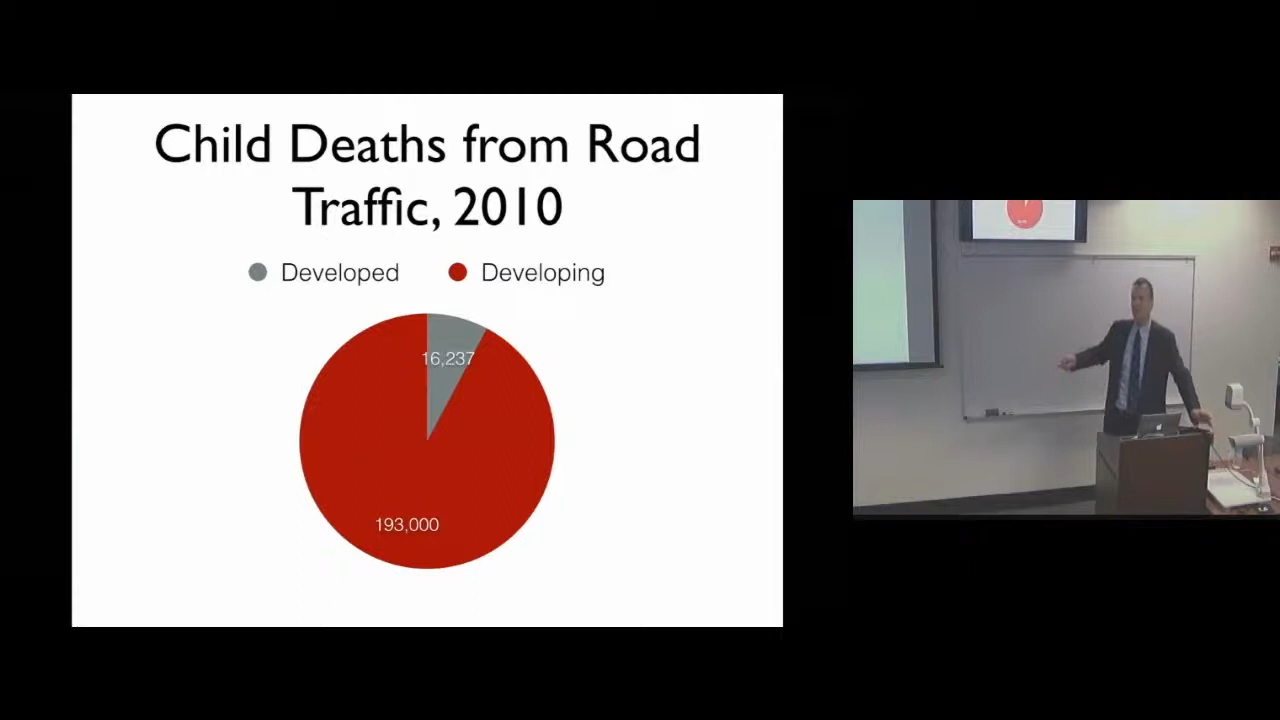 Child Deaths from Road
Traffic, 2010
Developed Developing
16,237
193,000